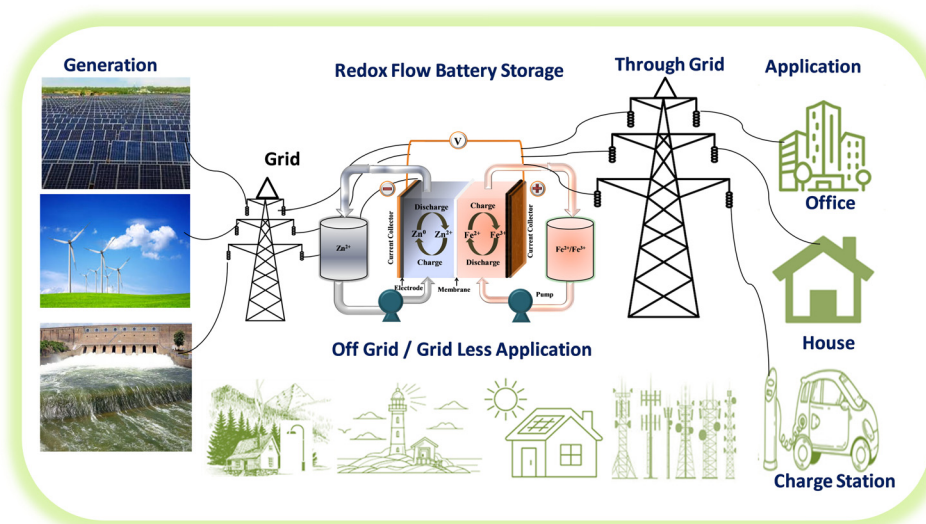 Generation
Redox Flow Battery Storage
Through Grid
Application
Grid
V
−
+
Zn²⁺
Current Collector
Discharge
Zn⁰ Zn²⁺
Charge
Charge
Fe²⁺ Fe³⁺
Discharge
Current Collector
Fe²⁺/Fe³⁺
Electrode
Membrane
Pump
Office
House
Off Grid / Grid Less Application
Charge Station